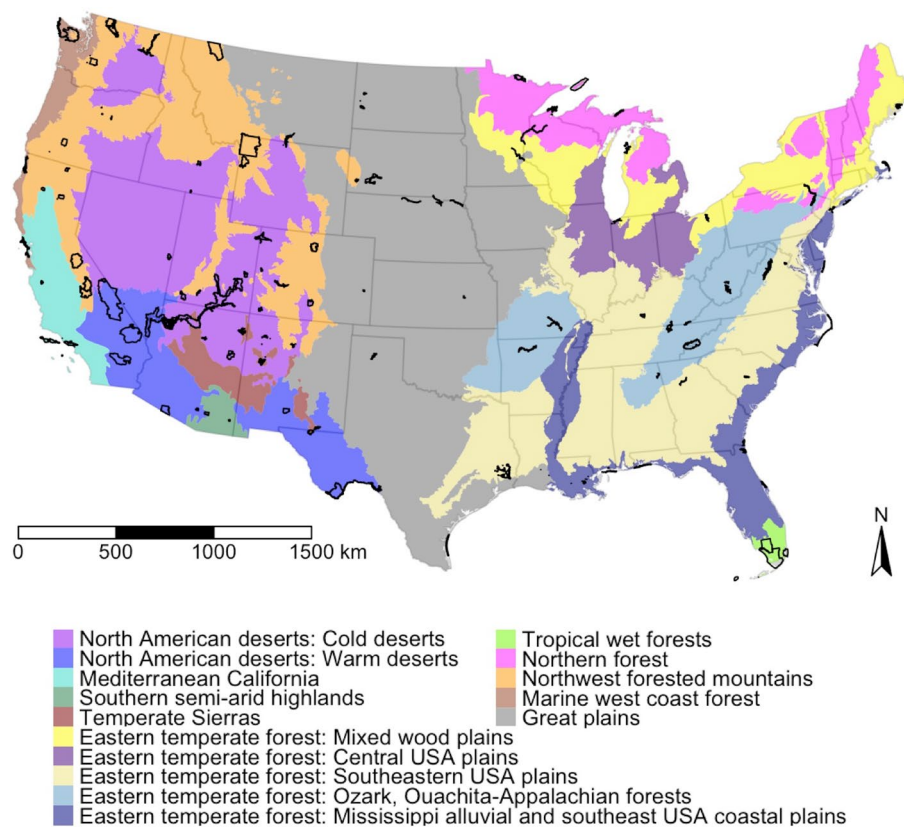 N
0 500 1000 1500 km
North American deserts: Cold deserts
North American deserts: Warm deserts
Mediterranean California
Southern semi-arid highlands
Temperate Sierras
Eastern temperate forest: Mixed wood plains
Eastern temperate forest: Central USA plains
Eastern temperate forest: Southeastern USA plains
Eastern temperate forest: Ozark, Ouachita-Appalachian forests
Eastern temperate forest: Mississippi alluvial and southeast USA coastal plains
Tropical wet forests
Northern forest
Northwest forested mountains
Marine west coast forest
Great plains